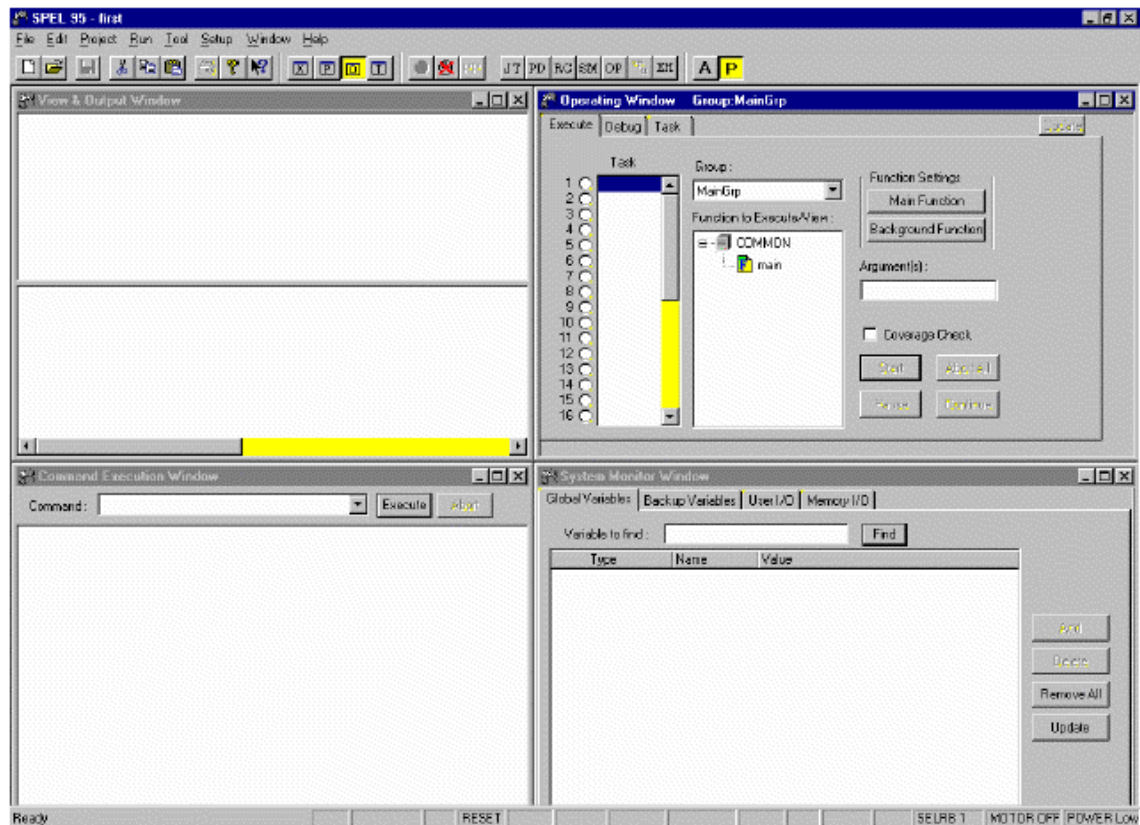 SPEL 95 - first
File Edit Project Run Tool Setup Window Help
X P O T JT PD RC SM OP A P
View & Output Window
Operating Window Group:MainGrp
Execute Debug Task
Update
Task
1
2
3
4
5
6
7
8
9
10
11
12
13
14
15
16
Group :
MainGrp
Function to Execute/View :
COMMON
main
Function Settings
Main Function
Background Function
Argument(s) :
Coverage Check
Start Abort All
Pause Continue
Command Execution Window
Command : Execute Abort
System Monitor Window
Global Variables Backup Variables User I/O Memory I/O
Variable to find : Find
Type Name Value
Add
Delete
Remove All
Update
Ready RESET SELRB 1 MOTOR OFF POWER Low